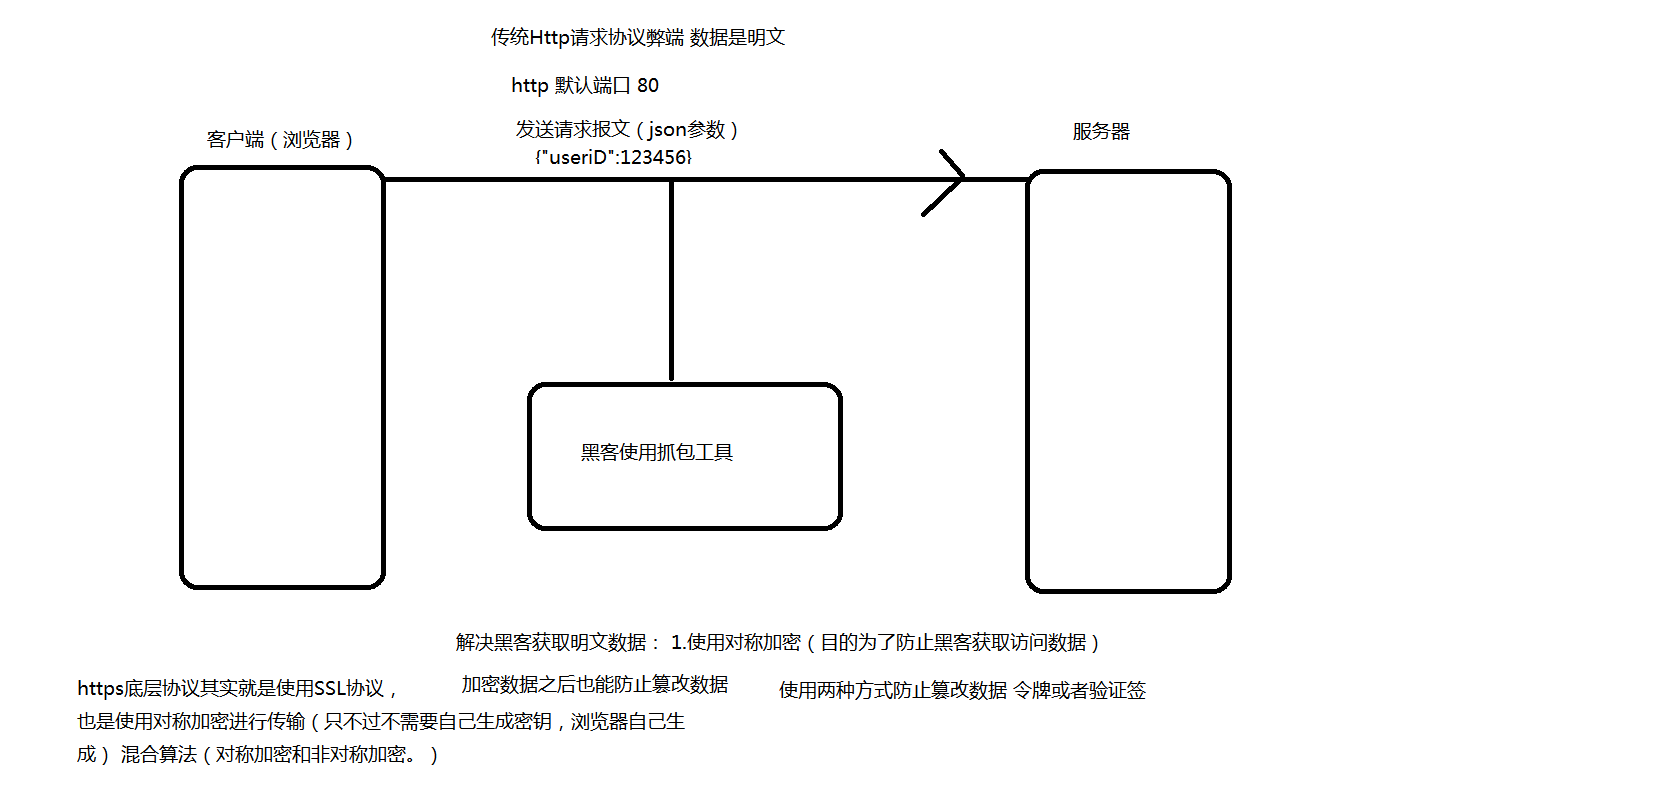 传统Http请求协议弊端 数据是明文
http 默认端口 80
发送请求报文（json参数）
{"useriD":123456}
客户端（浏览器）
服务器
黑客使用抓包工具
解决黑客获取明文数据： 1.使用对称加密（目的为了防止黑客获取访问数据）
加密数据之后也能防止篡改数据
使用两种方式防止篡改数据 令牌或者验证签
https底层协议其实就是使用SSL协议，
也是使用对称加密进行传输（只不过不需要自己生成密钥，浏览器自己生
成） 混合算法（对称加密和非对称加密。）